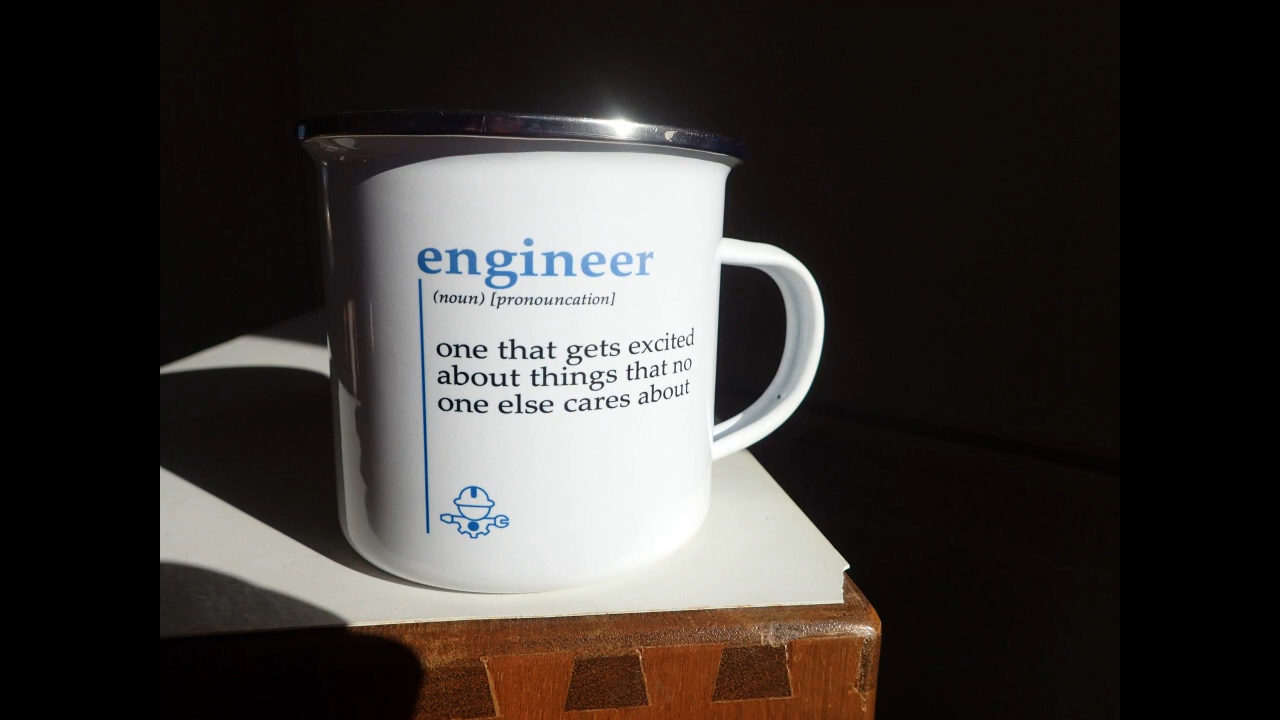 engineer
(noun) [pronouncation]
one that gets excited
about things that no
one else cares about